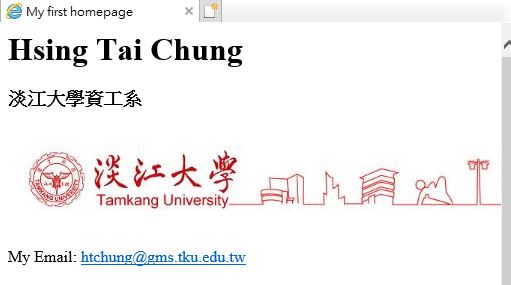 My first homepage
Hsing Tai Chung
淡江大學資工系
淡江大學
Tamkang University
TAMKANG UNIVERSITY
My Email: htchung@gms.tku.edu.tw